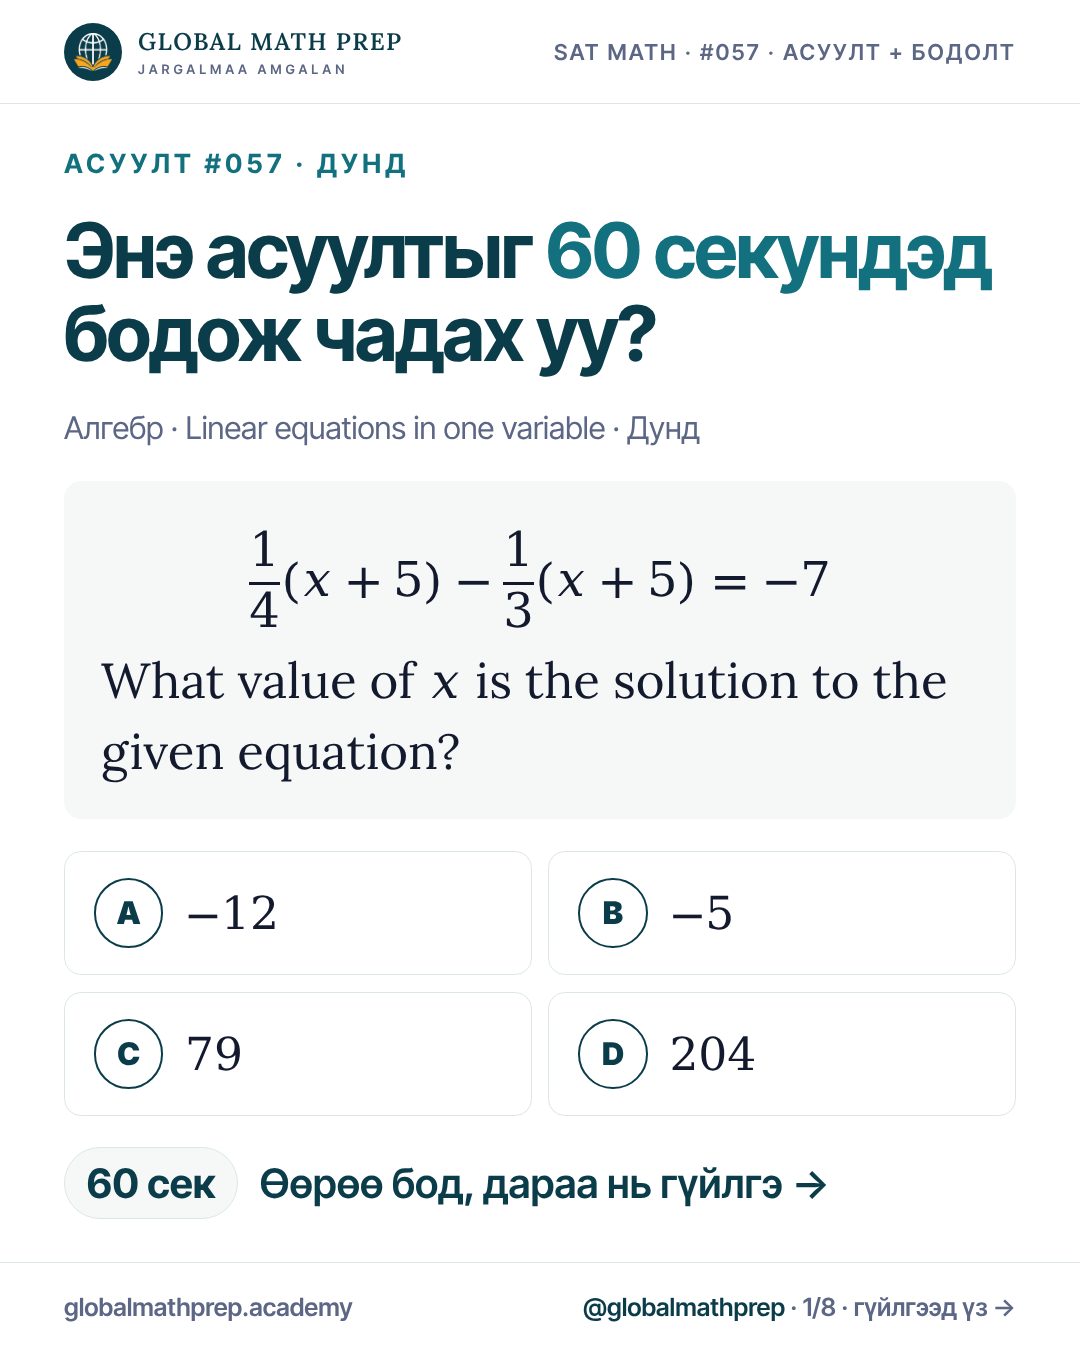 GLOBAL MATH PREP
JARGALMAA AMGALAN
SAT MATH · #057 · АСУУЛТ + БОДОЛТ
АСУУЛТ #057 · ДУНД
Энэ асуултыг 60 секундэд
бодож чадах уу?
Алгебр · Linear equations in one variable · Дунд
1/4(x + 5) − 1/3(x + 5) = −7
What value of x is the solution to the
given equation?
A −12
B −5
C 79
D 204
60 сек Өөрөө бод, дараа нь гүйлгэ →
globalmathprep.academy
@globalmathprep · 1/8 · гүйлгээд үз →